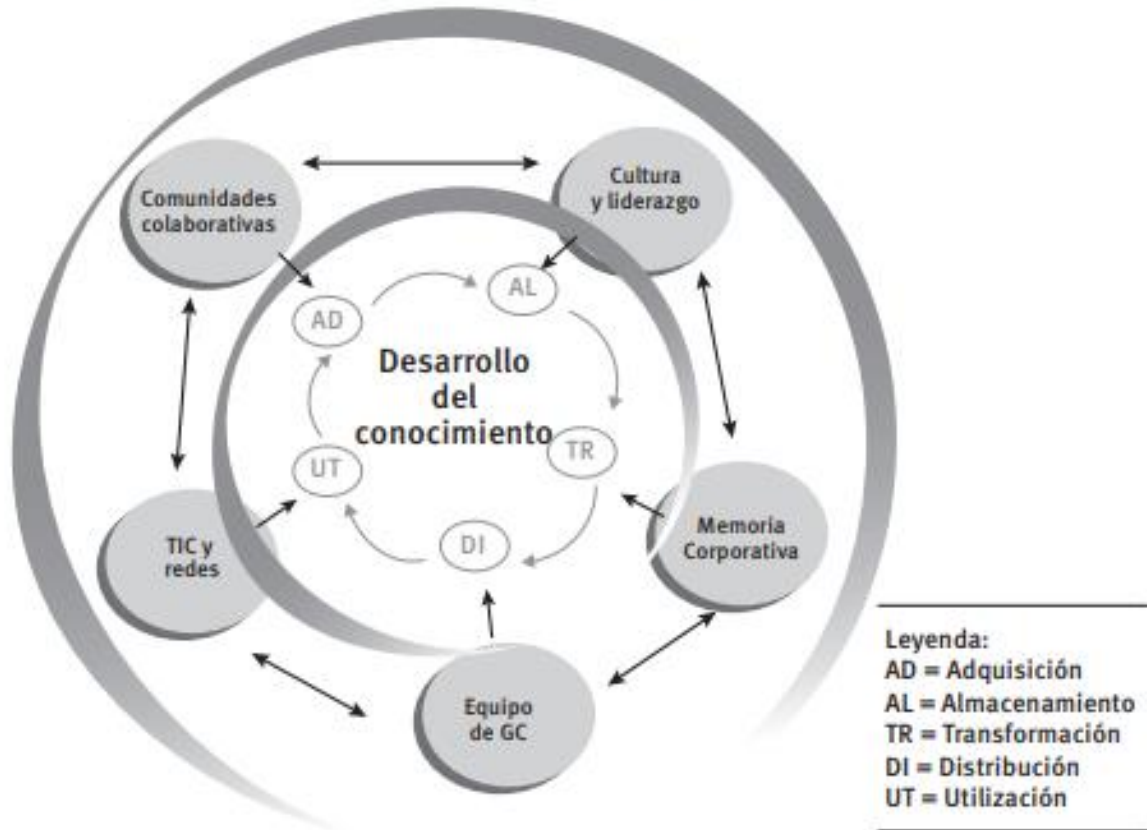 Comunidades
colaborativas
Cultura
y liderazgo
AD
AL
Desarrollo
del
conocimiento
TR
UT
DI
TIC y
redes
Memoria
Corporativa
Equipo
de GC
Leyenda:
AD = Adquisición
AL = Almacenamiento
TR = Transformación
DI = Distribución
UT = Utilización